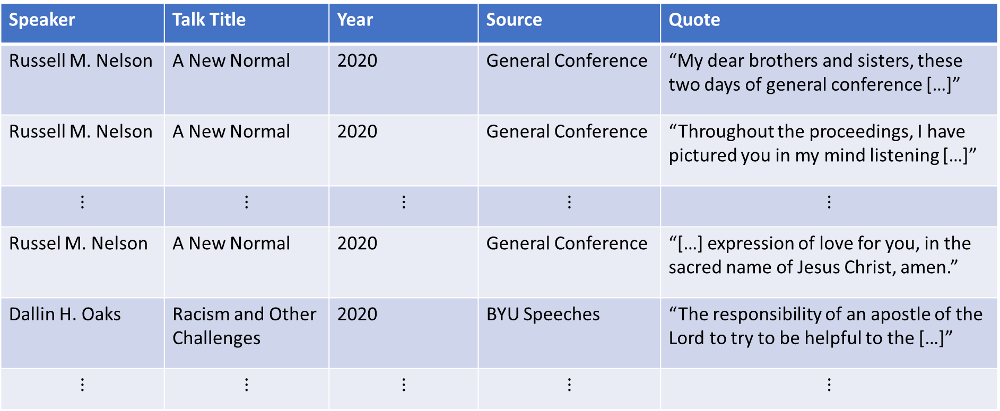 Speaker Talk Title Year Source Quote
Russell M. Nelson A New Normal 2020 General Conference “My dear brothers and sisters, these
two days of general conference […]”
Russell M. Nelson A New Normal 2020 General Conference “Throughout the proceedings, I have
pictured you in my mind listening […]”
⋮ ⋮ ⋮ ⋮ ⋮
Russel M. Nelson A New Normal 2020 General Conference “[…] expression of love for you, in the
sacred name of Jesus Christ, amen.”
Dallin H. Oaks Racism and Other 2020 BYU Speeches “The responsibility of an apostle of the
Challenges Lord to try to be helpful to the […]”
⋮ ⋮ ⋮ ⋮ ⋮